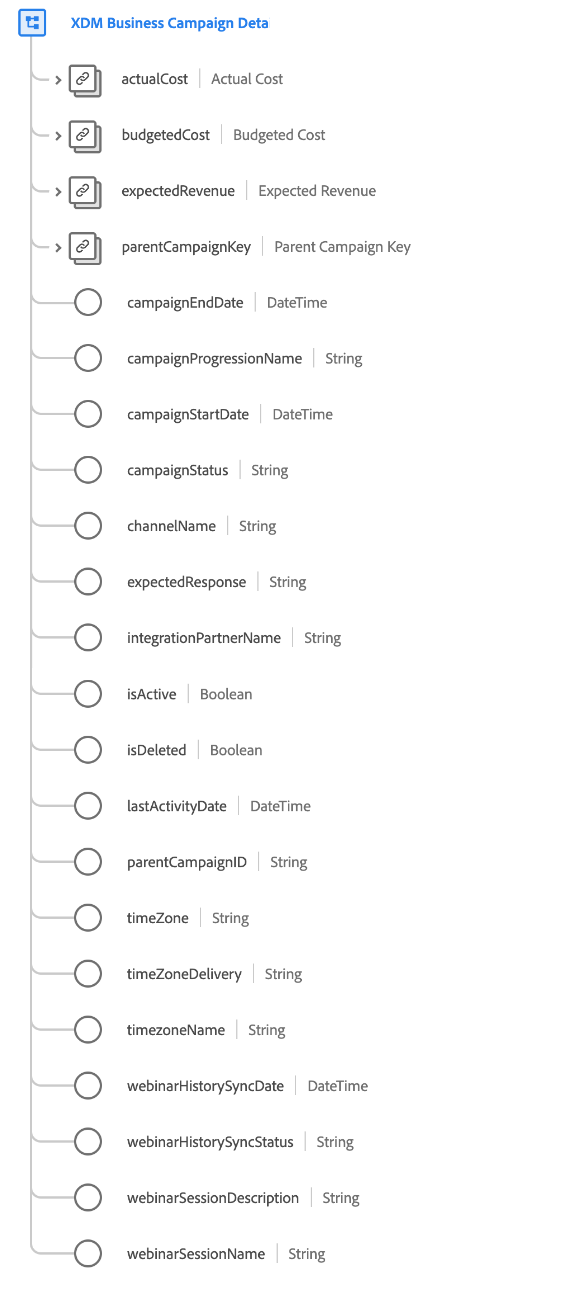 XDM Business Campaign Deta
actualCost | Actual Cost
budgetedCost | Budgeted Cost
expectedRevenue | Expected Revenue
parentCampaignKey | Parent Campaign Key
campaignEndDate | DateTime
campaignProgressionName | String
campaignStartDate | DateTime
campaignStatus | String
channelName | String
expectedResponse | String
integrationPartnerName | String
isActive | Boolean
isDeleted | Boolean
lastActivityDate | DateTime
parentCampaignID | String
timeZone | String
timeZoneDelivery | String
timezoneName | String
webinarHistorySyncDate | DateTime
webinarHistorySyncStatus | String
webinarSessionDescription | String
webinarSessionName | String